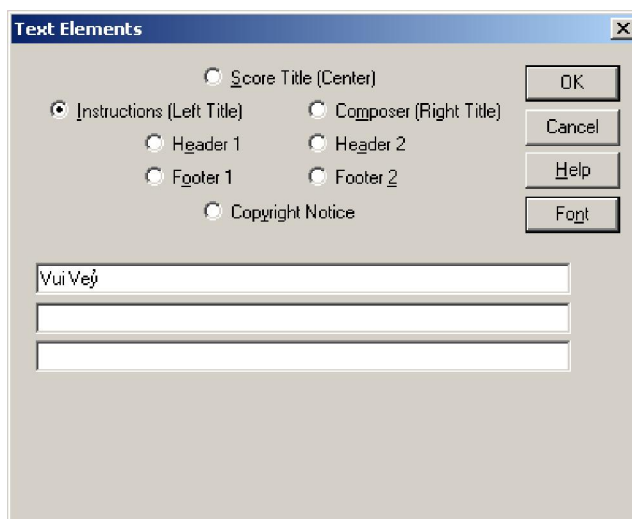 Text Elements
Score Title (Center)
Instructions (Left Title)
Composer (Right Title)
Header 1
Header 2
Footer 1
Footer 2
Copyright Notice
OK
Cancel
Help
Font
Vui Veỷ